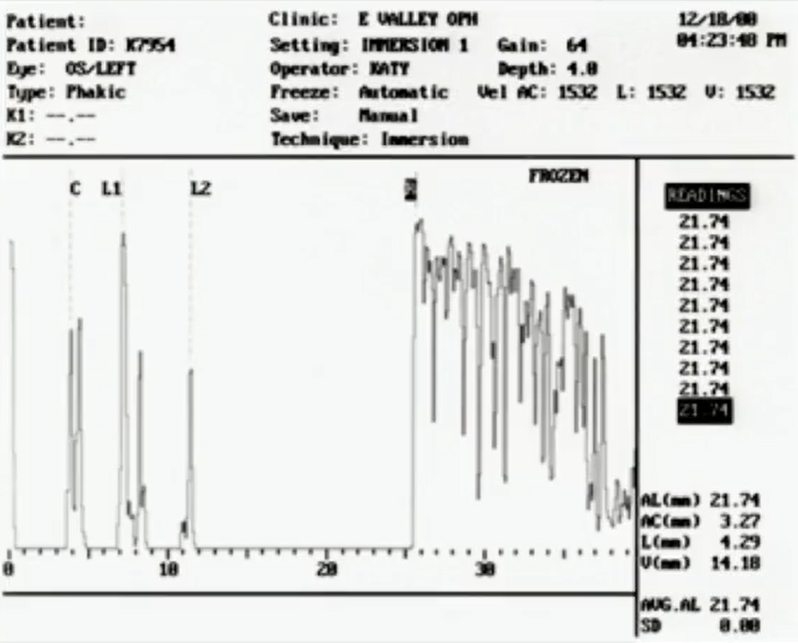 Patient:
Patient ID: K7954
Eye: OS/LEFT
Type: Phakic
K1: --.--
K2: --.--
Clinic: E VALLEY OPH
Setting: IMMERSION 1 Gain: 64
Operator: KATY Depth: 4.0
Freeze: Automatic Vel AC: 1532 L: 1532 V: 1532
Save: Manual
Technique: Immersion
12/18/00
04:23:48 PM
C L1 L2
FROZEN
0 10 20 30
READINGS
21.74
21.74
21.74
21.74
21.74
21.74
21.74
21.74
21.74
21.74
AL(mm) 21.74
AC(mm) 3.27
L(mm) 4.29
V(mm) 14.18
AVG.AL 21.74
SD 0.00